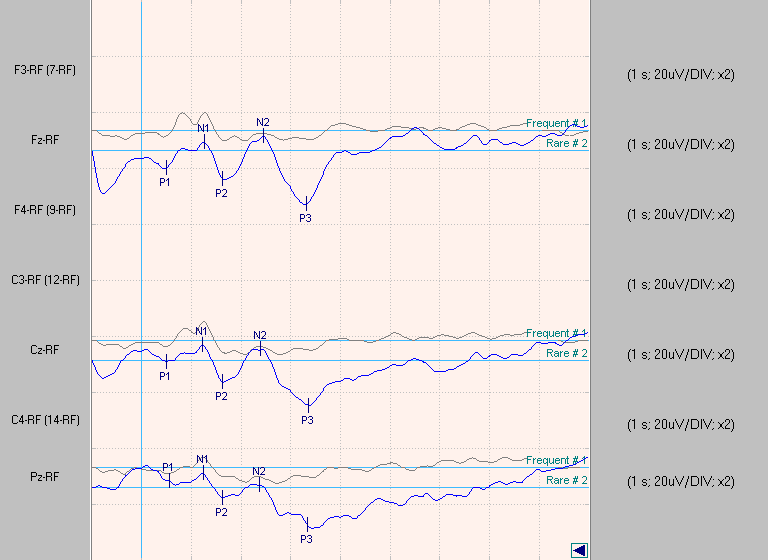 F3-RF (7-RF) (1 s; 20uV/DIV; x2)
Frequent # 1
N1 N2
Fz-RF Rare # 2 (1 s; 20uV/DIV; x2)
P1
P2
F4-RF (9-RF) P3 (1 s; 20uV/DIV; x2)
C3-RF (12-RF) (1 s; 20uV/DIV; x2)
N1 N2 Frequent # 1
Cz-RF Rare # 2 (1 s; 20uV/DIV; x2)
P1
P2
C4-RF (14-RF) P3 (1 s; 20uV/DIV; x2)
P1 N1 Frequent # 1
N2
Pz-RF Rare # 2 (1 s; 20uV/DIV; x2)
P2
P3